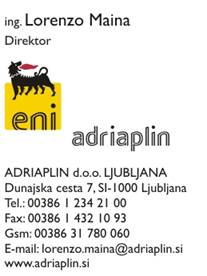 ing. Lorenzo Maina
Direktor
eni
adriaplin
ADRIAPLIN d.o.o. LJUBLJANA
Dunajska cesta 7, SI-1000 Ljubljana
Tel.: 00386 1 234 21 00
Fax: 00386 1 432 10 93
Gsm: 00386 31 780 060
E-mail: lorenzo.maina@adriaplin.si
www.adriaplin.si